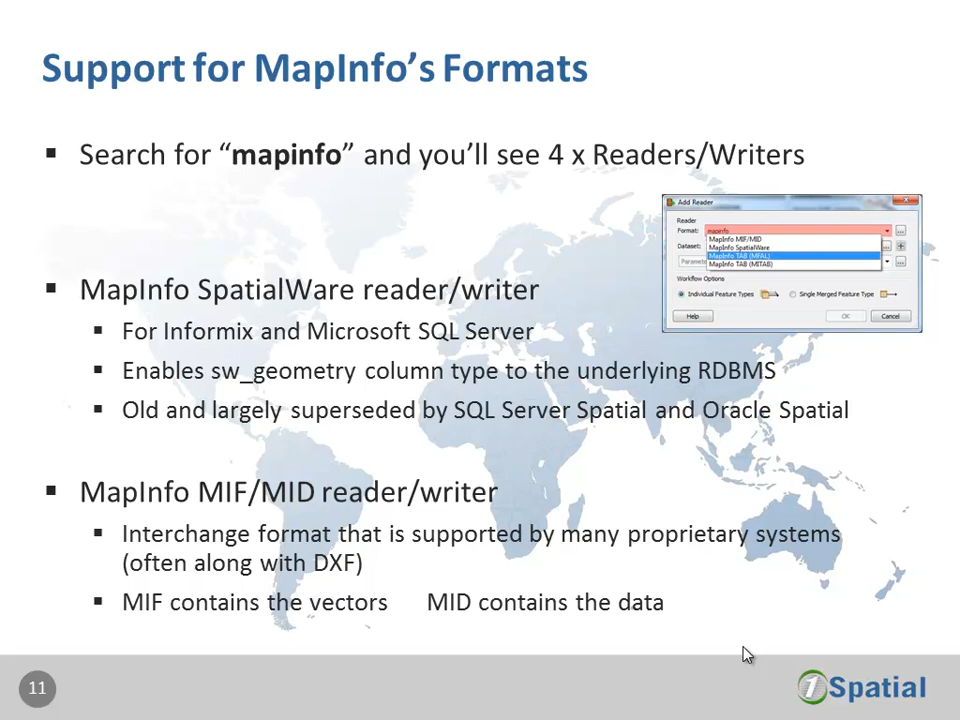 Support for MapInfo’s Formats
▪ Search for “mapinfo” and you’ll see 4 x Readers/Writers
Add Reader
Reader
Format: mapinfo
MapInfo MIF/MID
MapInfo SpatialWare
MapInfo TAB (MFAL)
MapInfo TAB (MITAB)
Dataset:
Parame
Workflow Options
Individual Feature Types
Single Merged Feature Type
Help
OK
Cancel
▪ MapInfo SpatialWare reader/writer
▪ For Informix and Microsoft SQL Server
▪ Enables sw_geometry column type to the underlying RDBMS
▪ Old and largely superseded by SQL Server Spatial and Oracle Spatial
▪ MapInfo MIF/MID reader/writer
▪ Interchange format that is supported by many proprietary systems
(often along with DXF)
▪ MIF contains the vectors MID contains the data
11
1Spatial